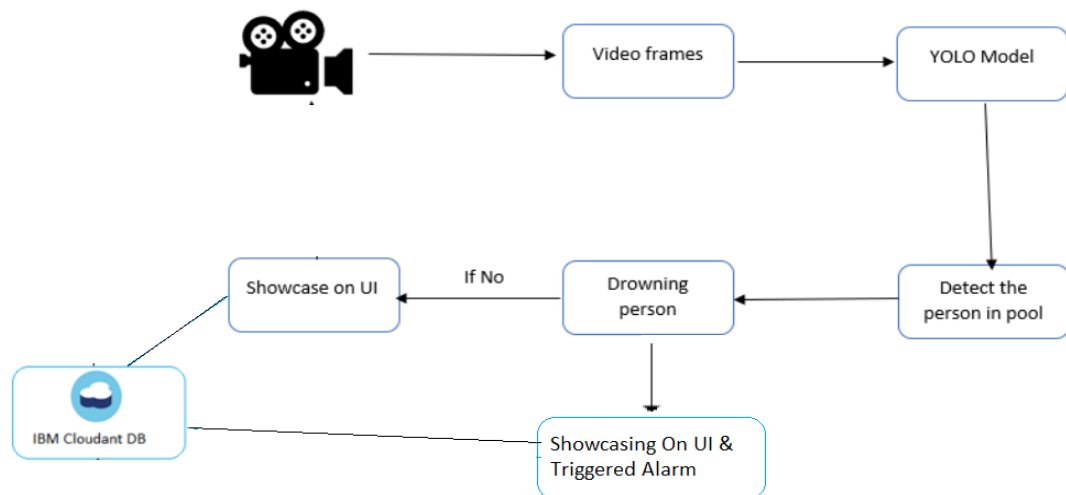 Video frames
YOLO Model
Showcase on UI
If No
Drowning
person
Detect the
person in pool
IBM Cloudant DB
Showcasing On UI &
Triggered Alarm